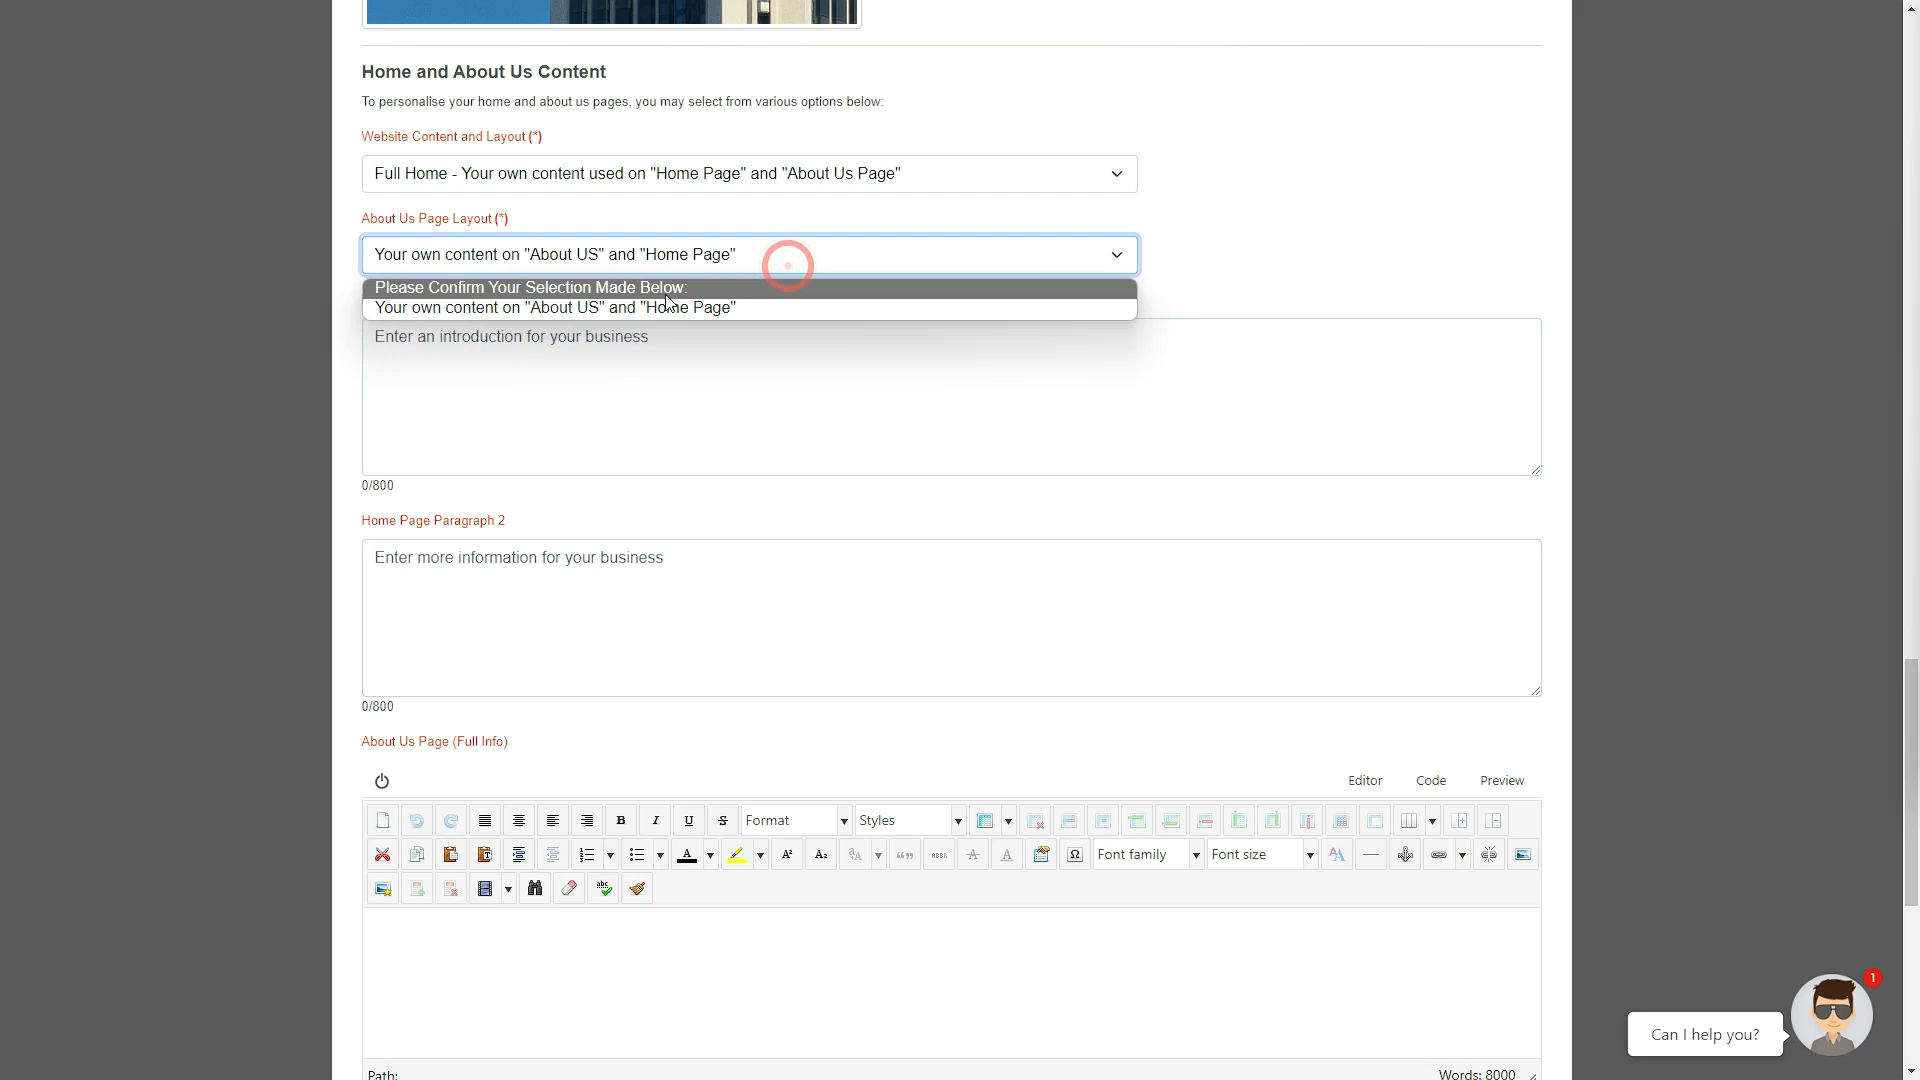 Home and About Us Content
To personalise your home and about us pages, you may select from various options below:
Website Content and Layout (*)
Full Home - Your own content used on "Home Page" and "About Us Page"
About Us Page Layout (*)
Your own content on "About US" and "Home Page"
Please Confirm Your Selection Made Below:
Your own content on "About US" and "Home Page"
Enter an introduction for your business
0/800
Home Page Paragraph 2
Enter more information for your business
0/800
About Us Page (Full Info)
Editor Code Preview
B I U S Format Styles
A A² A₂ Font family Font size
abc
Path: Words: 8000
1
Can I help you?